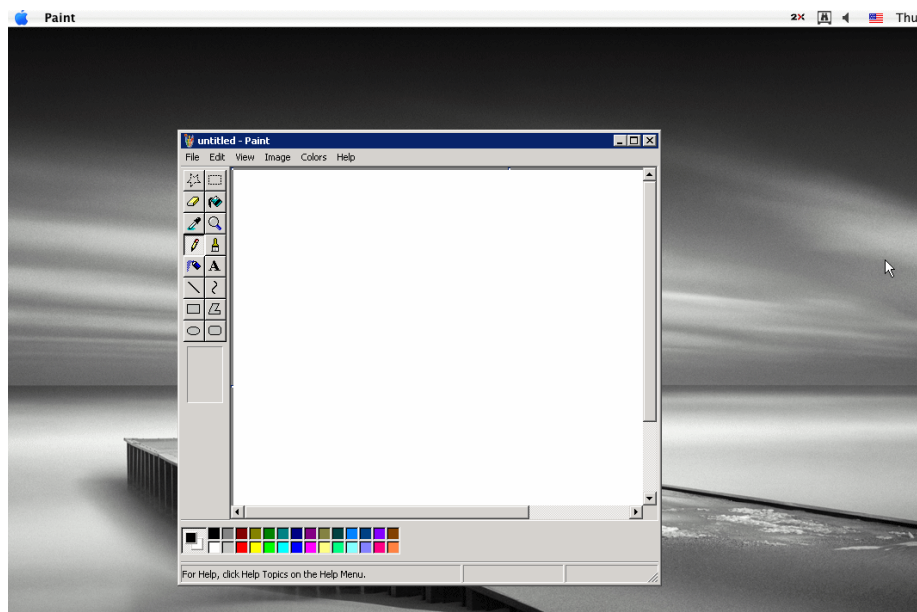 Paint 2X Thu
untitled - Paint
File Edit View Image Colors Help
A
For Help, click Help Topics on the Help Menu.